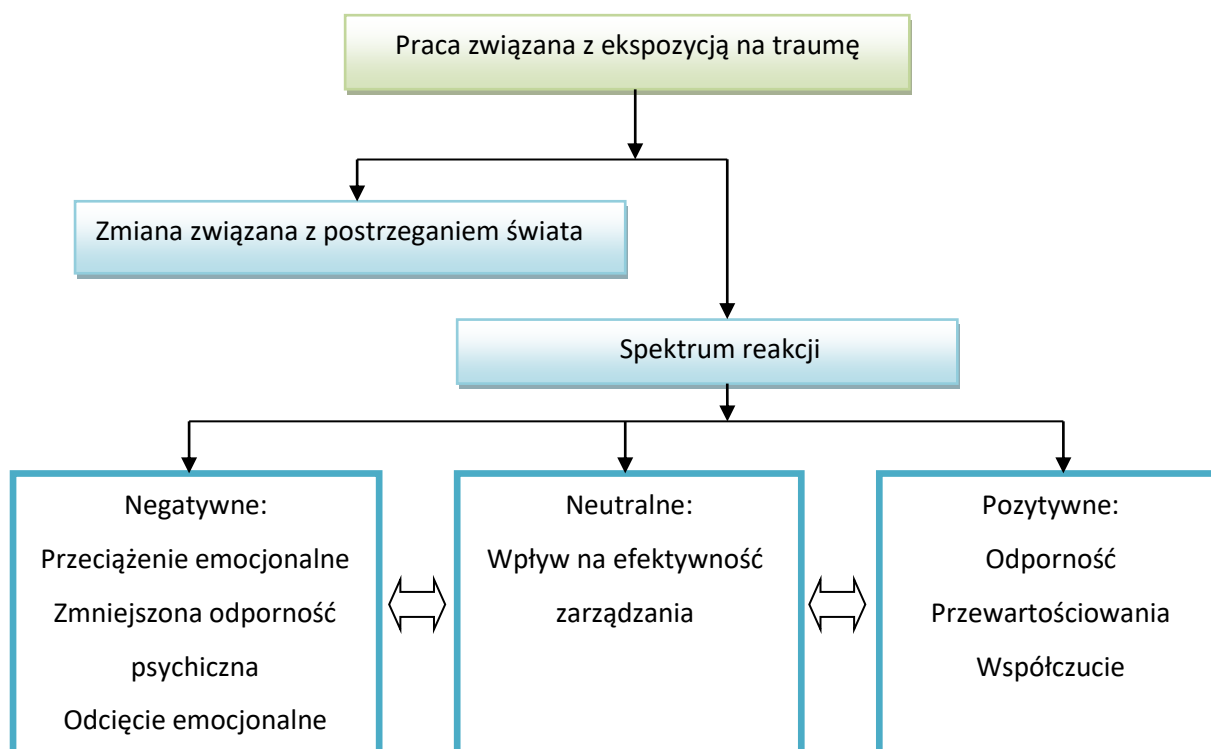 Praca związana z ekspozycją na traumę
Zmiana związana z postrzeganiem świata
Spektrum reakcji
Negatywne:
Przeciążenie emocjonalne
Zmniejszona odporność
psychiczna
Odcięcie emocjonalne
Neutralne:
Wpływ na efektywność
zarządzania
Pozytywne:
Odporność
Przewartościowania
Współczucie